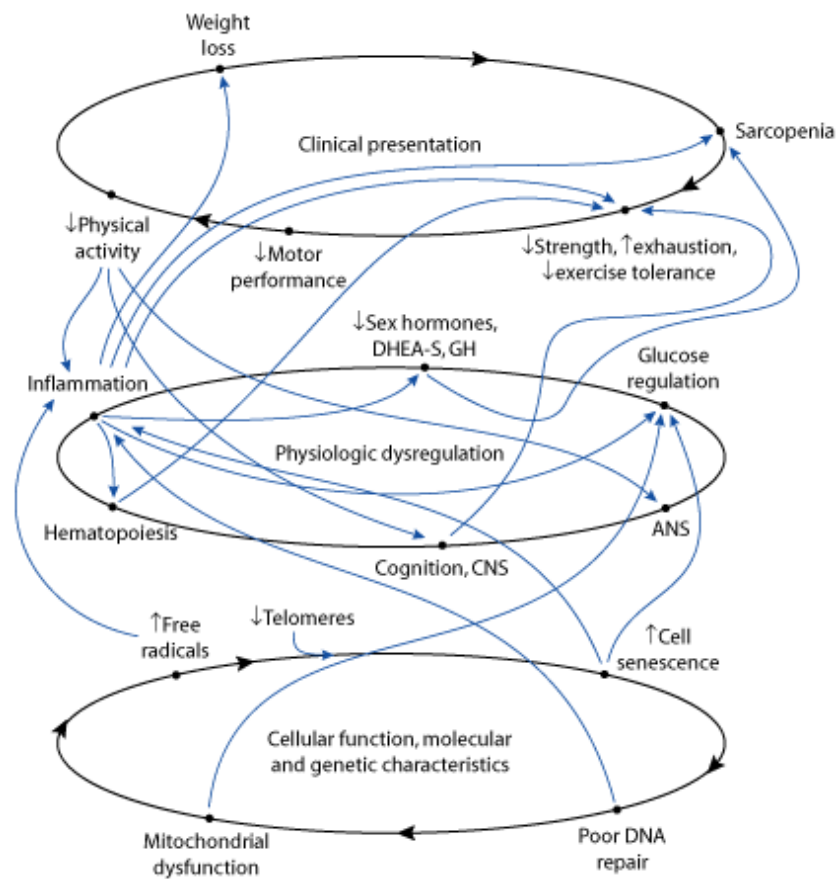 Weight
loss
Clinical presentation
Sarcopenia
↓Physical
activity
↓Motor
performance
↓Strength, ↑exhaustion,
↓exercise tolerance
↓Sex hormones,
DHEA-S, GH
Glucose
regulation
Inflammation
Physiologic dysregulation
Hematopoiesis
Cognition, CNS
ANS
↑Free
radicals
↓Telomeres
↑Cell
senescence
Cellular function, molecular
and genetic characteristics
Mitochondrial
dysfunction
Poor DNA
repair